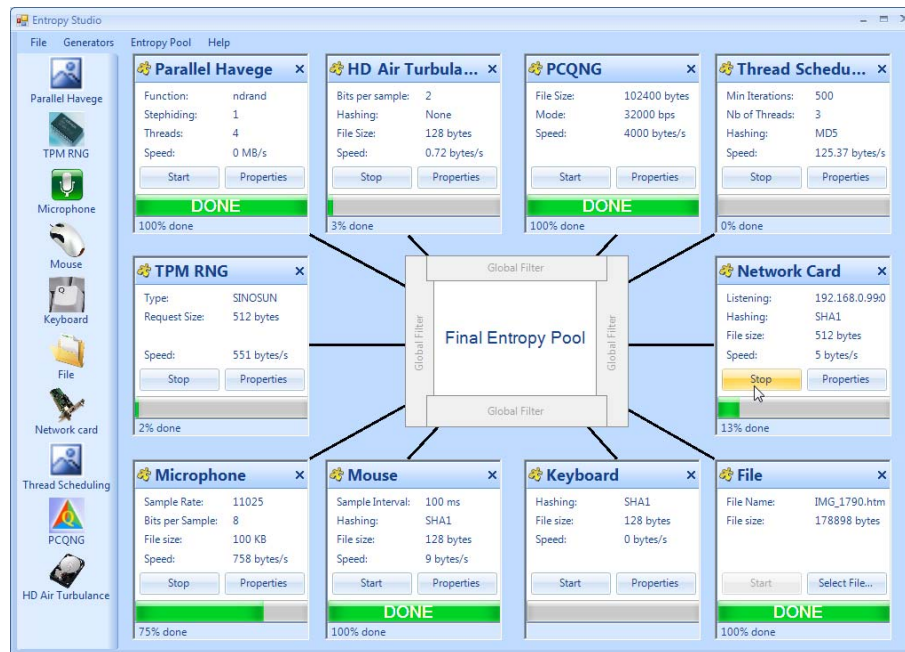 Entropy Studio
File Generators Entropy Pool Help
Parallel Havege
TPM RNG
Microphone
Mouse
Keyboard
File
Network card
Thread Scheduling
PCQNG
HD Air Turbulance
Parallel Havege
Function: ndrand
Stephiding: 1
Threads: 4
Speed: 0 MB/s
Start Properties
DONE
100% done
HD Air Turbula...
Bits per sample: 2
Hashing: None
File Size: 128 bytes
Speed: 0.72 bytes/s
Stop Properties
3% done
PCQNG
File Size: 102400 bytes
Mode: 32000 bps
Speed: 4000 bytes/s
Start Properties
DONE
100% done
Thread Schedu...
Min Iterations: 500
Nb of Threads: 3
Hashing: MD5
Speed: 125.37 bytes/s
Stop Properties
0% done
TPM RNG
Type: SINOSUN
Request Size: 512 bytes
Speed: 551 bytes/s
Stop Properties
2% done
Global Filter
Global Filter
Final Entropy Pool
Global Filter
Global Filter
Network Card
Listening: 192.168.0.99:0
Hashing: SHA1
File size: 512 bytes
Speed: 5 bytes/s
Stop Properties
13% done
Microphone
Sample Rate: 11025
Bits per Sample: 8
File size: 100 KB
Speed: 758 bytes/s
Stop Properties
75% done
Mouse
Sample Interval: 100 ms
Hashing: SHA1
File size: 128 bytes
Speed: 9 bytes/s
Start Properties
DONE
100% done
Keyboard
Hashing: SHA1
File size: 128 bytes
Speed: 0 bytes/s
Start Properties
File
File Name: IMG_1790.htm
File size: 178898 bytes
Start Select File...
DONE
100% done